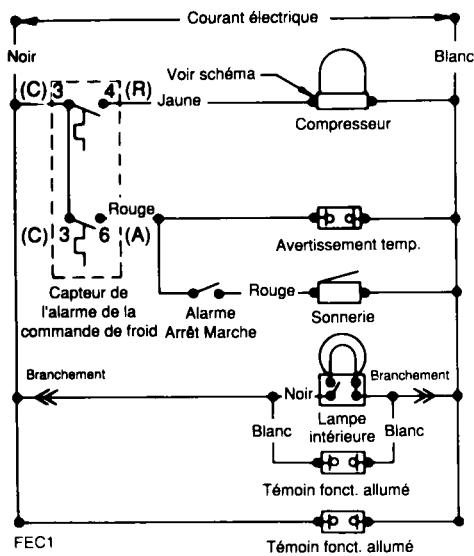 Courant électrique
Noir
Blanc
Voir schéma
(C) 3 4 (R) Jaune
Compresseur
Rouge
(C) 3 6 (A)
Avertissement temp.
Capteur de
l'alarme de la
commande de froid
Alarme
Arrêt Marche
Rouge
Sonnerie
Branchement
Noir
Branchement
Blanc
Lampe
intérieure
Blanc
Témoin fonct. allumé
FEC1
Témoin fonct. allumé